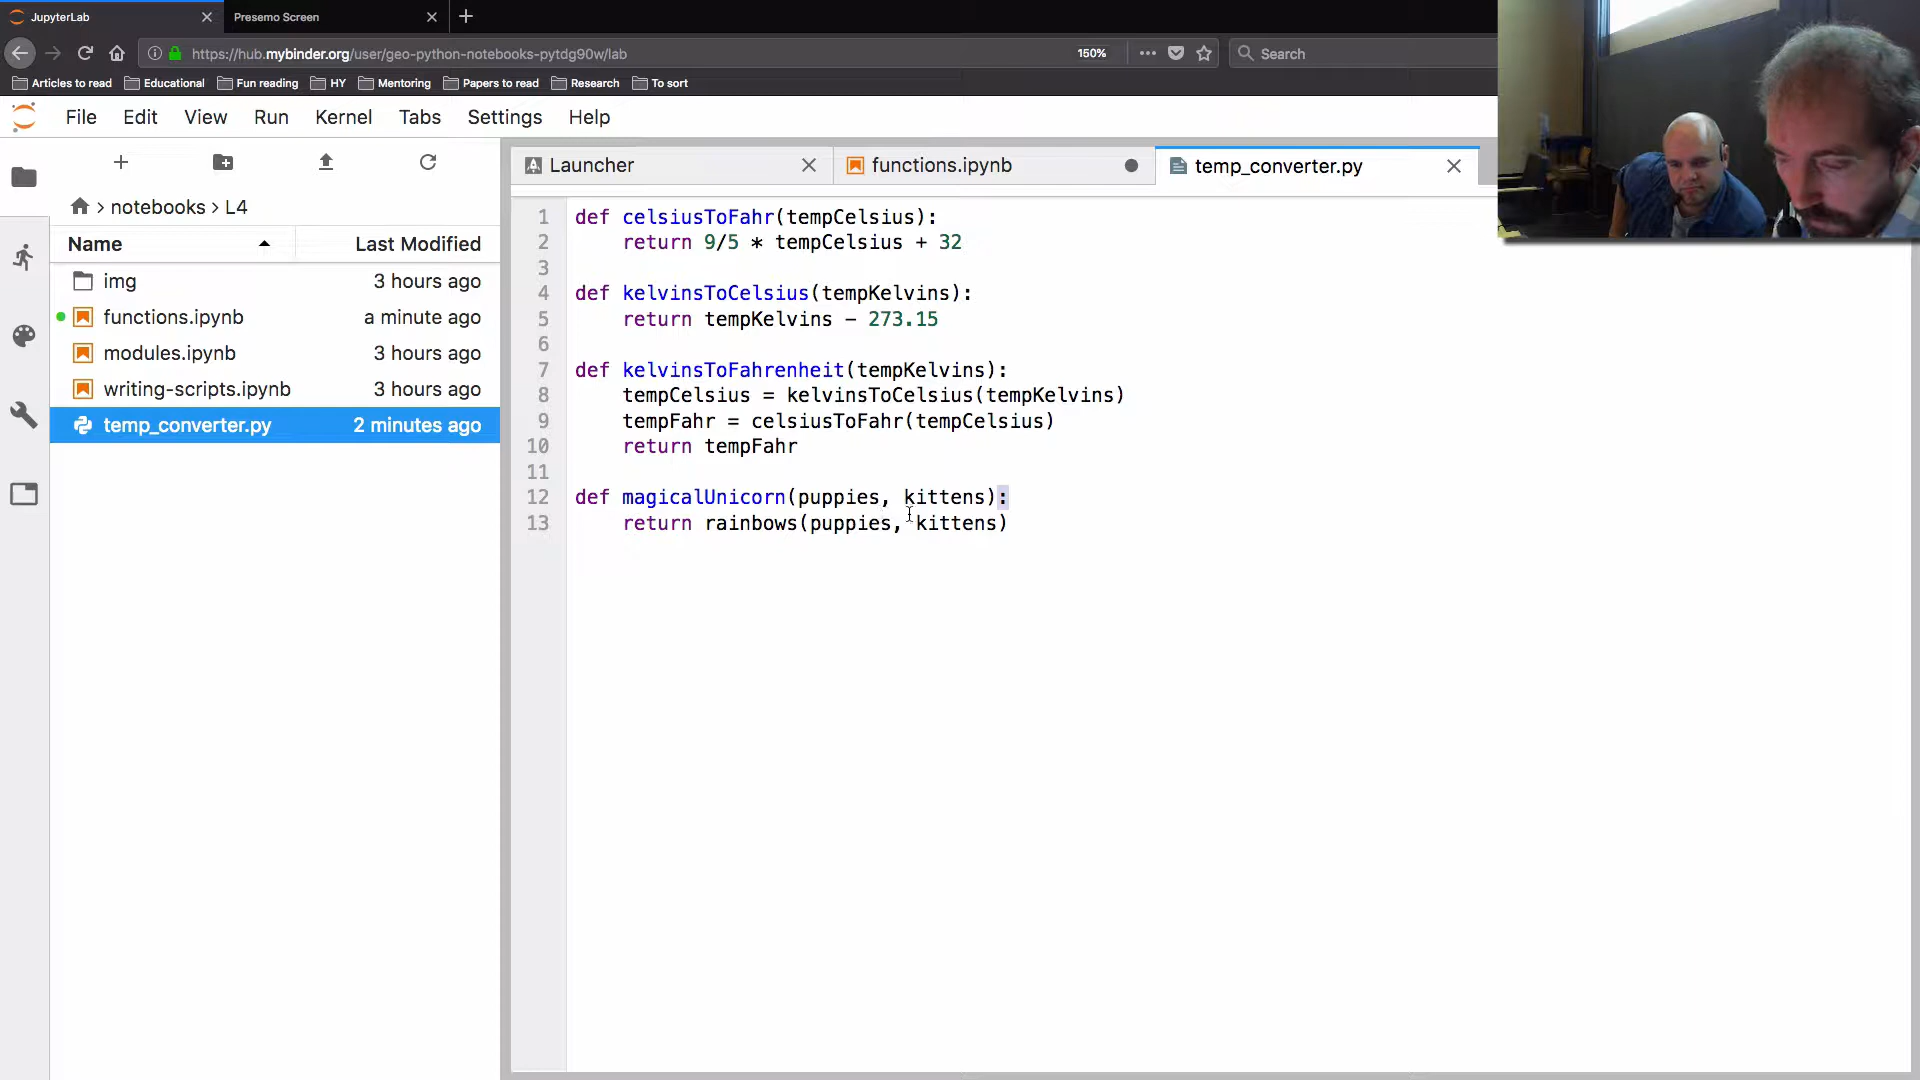 JupyterLab
Presemo Screen
https://hub.mybinder.org/user/geo-python-notebooks-pytdg90w/lab
150%
Search
Articles to read
Educational
Fun reading
HY
Mentoring
Papers to read
Research
To sort
File Edit View Run Kernel Tabs Settings Help
> notebooks > L4
Name Last Modified
img 3 hours ago
functions.ipynb a minute ago
modules.ipynb 3 hours ago
writing-scripts.ipynb 3 hours ago
temp_converter.py 2 minutes ago
Launcher
functions.ipynb
temp_converter.py
1 def celsiusToFahr(tempCelsius):
2 return 9/5 * tempCelsius + 32
3
4 def kelvinsToCelsius(tempKelvins):
5 return tempKelvins - 273.15
6
7 def kelvinsToFahrenheit(tempKelvins):
8 tempCelsius = kelvinsToCelsius(tempKelvins)
9 tempFahr = celsiusToFahr(tempCelsius)
10 return tempFahr
11
12 def magicalUnicorn(puppies, kittens):
13 return rainbows(puppies, kittens)